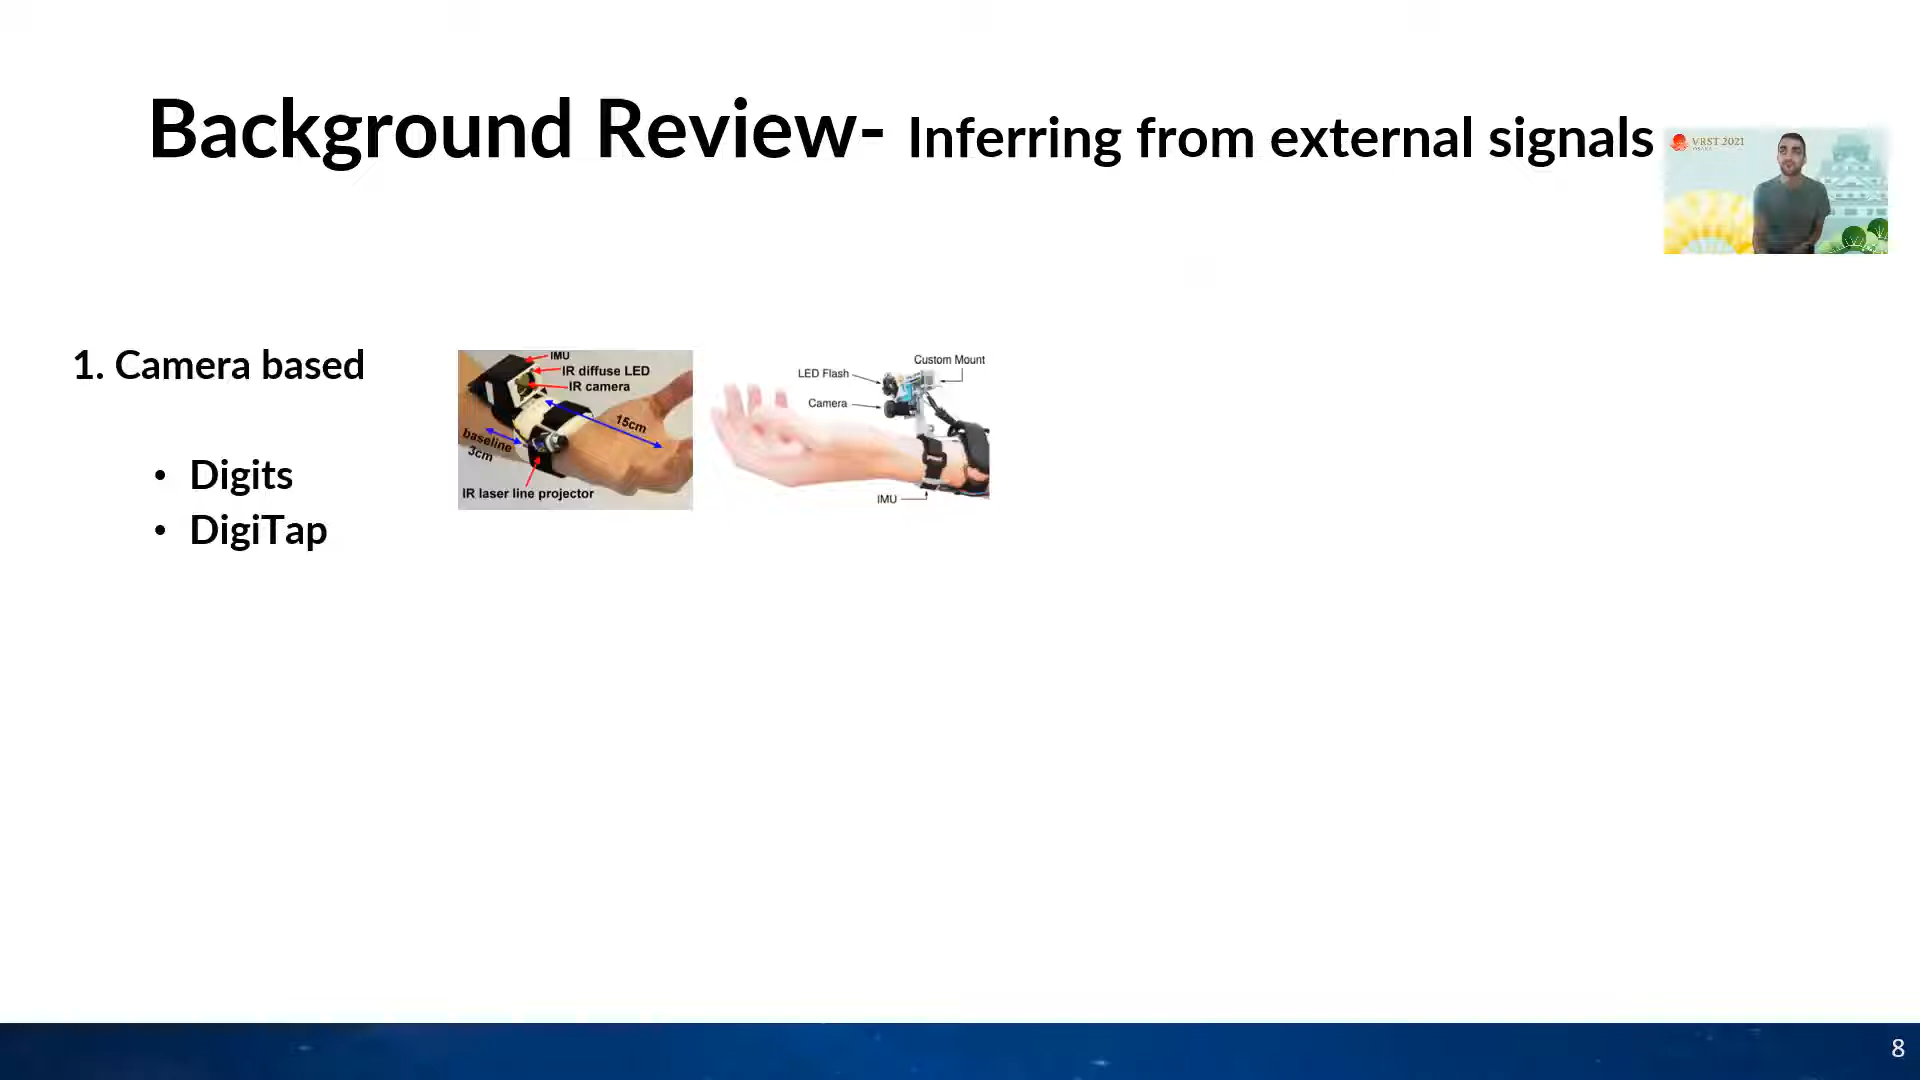 Background Review- Inferring from external signals
VRST 2021
1. Camera based
• Digits
• DigiTap
IMU
IR diffuse LED
IR camera
15cm
baseline
3cm
IR laser line projector
Custom Mount
LED Flash
Camera
IMU
8